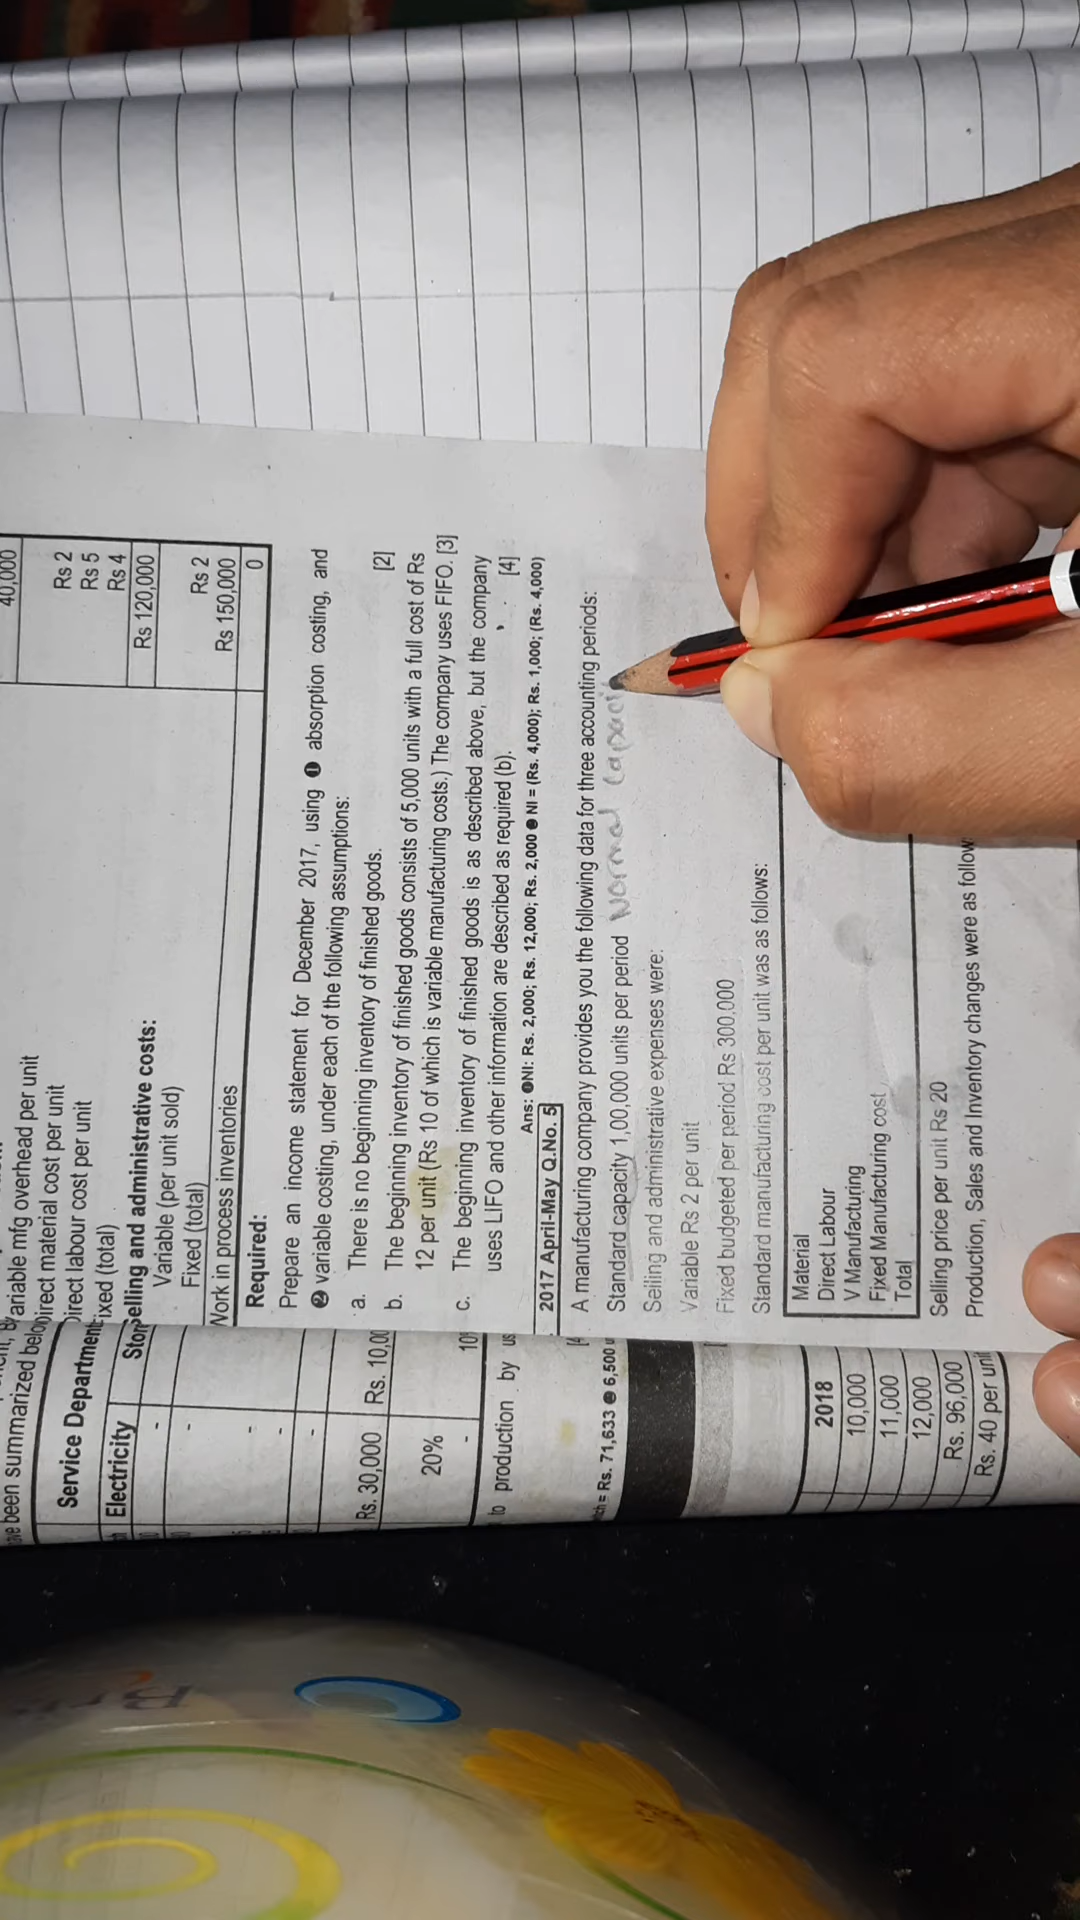 40,000
Variable mfg overhead per unit Rs 2
Direct material cost per unit Rs 5
Direct labour cost per unit Rs 4
Fixed (total) Rs 120,000
Selling and administrative costs:
Variable (per unit sold) Rs 2
Fixed (total) Rs 150,000
Work in process inventories 0
Required:
Prepare an income statement for December 2017, using ❶ absorption costing, and
❷ variable costing, under each of the following assumptions:
a. There is no beginning inventory of finished goods. [2]
b. The beginning inventory of finished goods consists of 5,000 units with a full cost of Rs
12 per unit (Rs 10 of which is variable manufacturing costs.) The company uses FIFO. [3]
c. The beginning inventory of finished goods is as described above, but the company
uses LIFO and other information are described as required (b). [4]
Ans: ❶NI: Rs. 2,000; Rs. 12,000; Rs. 2,000 ❷ NI = (Rs. 4,000); Rs. 1,000; (Rs. 4,000)
2017 April-May Q.No. 5
A manufacturing company provides you the following data for three accounting periods:
Standard capacity 1,00,000 units per period Normal Capaci
Selling and administrative expenses were:
Variable Rs 2 per unit
Fixed budgeted per period Rs 300,000
Standard manufacturing cost per unit was as follows:
Material
Direct Labour
V Manufacturing
Fixed Manufacturing cost
Total
Selling price per unit Rs 20
Production, Sales and Inventory changes were as follow
been summarized belo
Service Department
Electricity Stor
Rs. 30,000 Rs. 10,00
20%
10
to production by us
[4
= Rs. 71,633 ❷ 6,500 u
2018
10,000
11,000
12,000
Rs. 96,000
Rs. 40 per unit